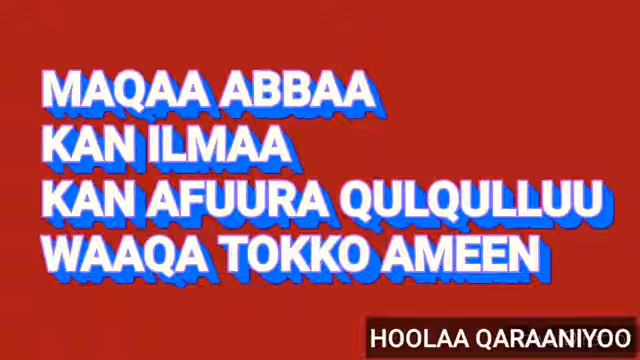 MAQAA ABBAA
KAN ILMAA
KAN AFUURA QULQULLUU
WAAQA TOKKO AMEEN
HOOLAA QARAANIYOO